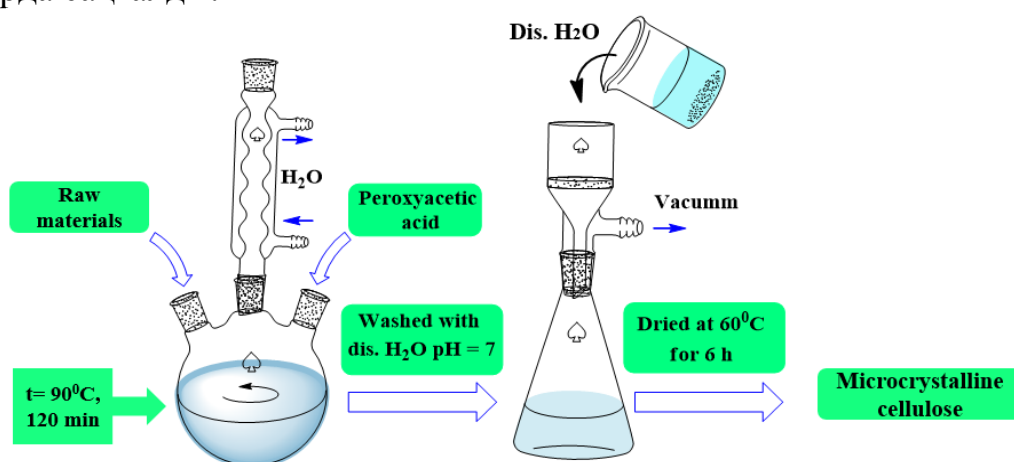 Dis. H2O
H₂O
Raw
materials
Peroxyacetic
acid
Vacumm
Washed with
dis. H₂O pH = 7
Dried at 60⁰C
for 6 h
t= 90⁰C,
120 min
Microcrystalline
cellulose